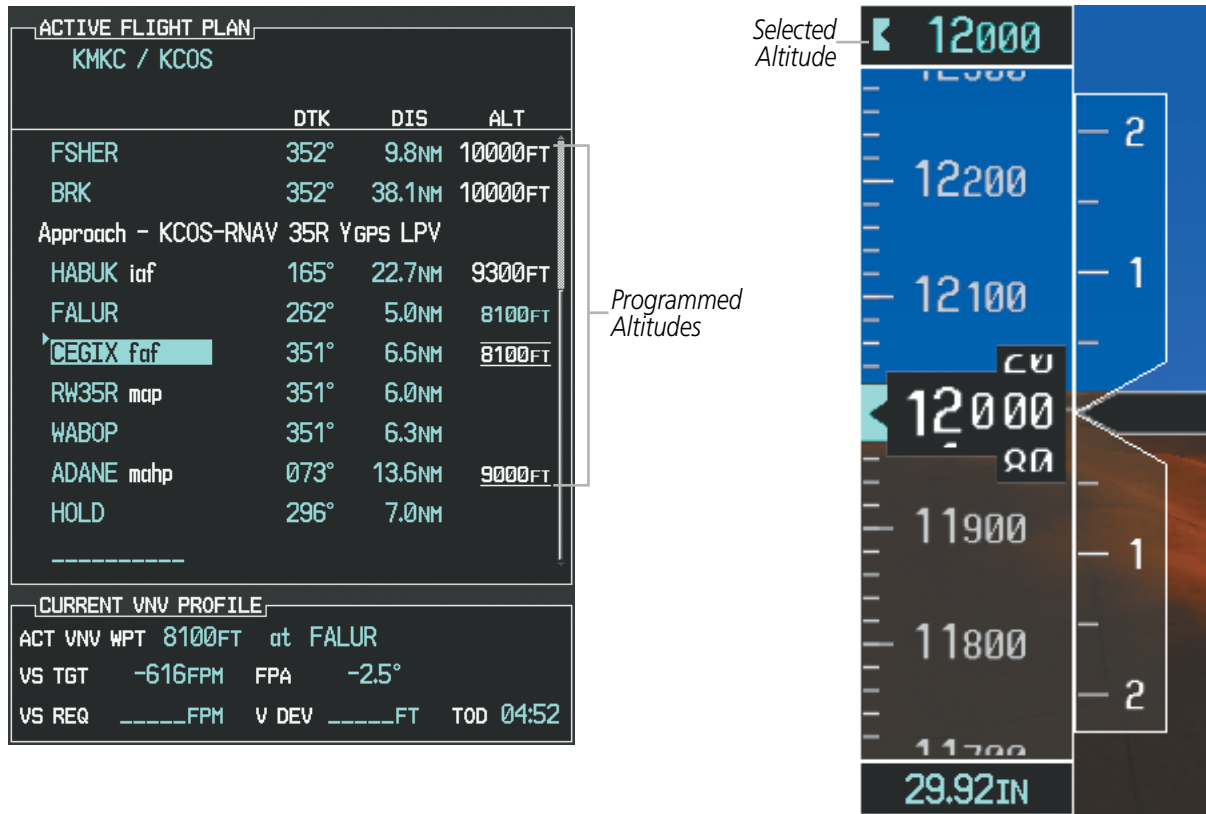 ACTIVE FLIGHT PLAN
KMKC / KCOS
DTK DIS ALT
FSHER 352° 9.8NM 10000FT
BRK 352° 38.1NM 10000FT
Approach - KCOS-RNAV 35R Y GPS LPV
HABUK iaf 165° 22.7NM 9300FT
FALUR 262° 5.0NM 8100FT
CEGIX faf 351° 6.6NM 8100FT
RW35R map 351° 6.0NM
WABOP 351° 6.3NM
ADANE mahp 073° 13.6NM 9000FT
HOLD 296° 7.0NM
__________
CURRENT VNV PROFILE
ACT VNV WPT 8100FT at FALUR
VS TGT -616FPM FPA -2.5°
VS REQ _____FPM V DEV _____FT TOD 04:52
Programmed
Altitudes
Selected
Altitude
12000
2
12200
1
12100
20
12000
80
11900
1
11800
2
29.92IN